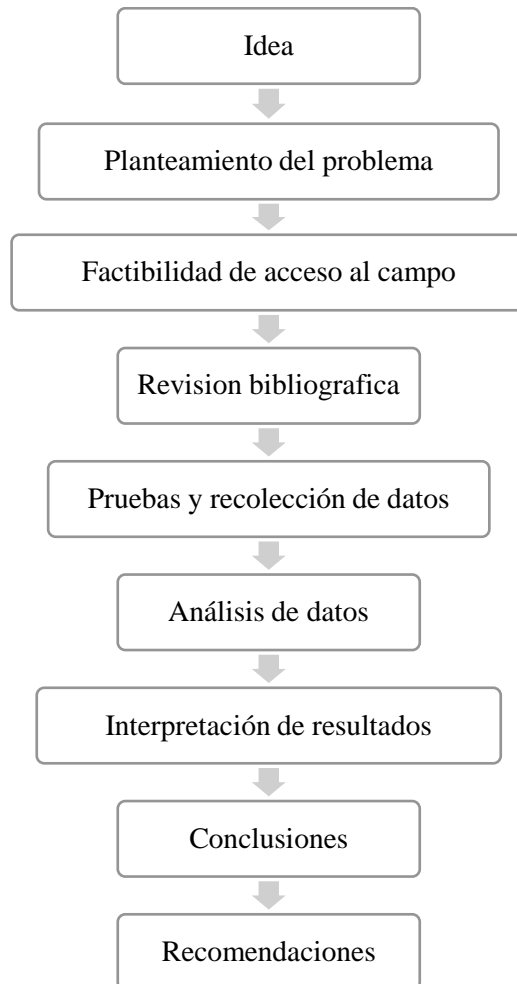 Idea
Planteamiento del problema
Factibilidad de acceso al campo
Revision bibliografica
Pruebas y recolección de datos
Análisis de datos
Interpretación de resultados
Conclusiones
Recomendaciones